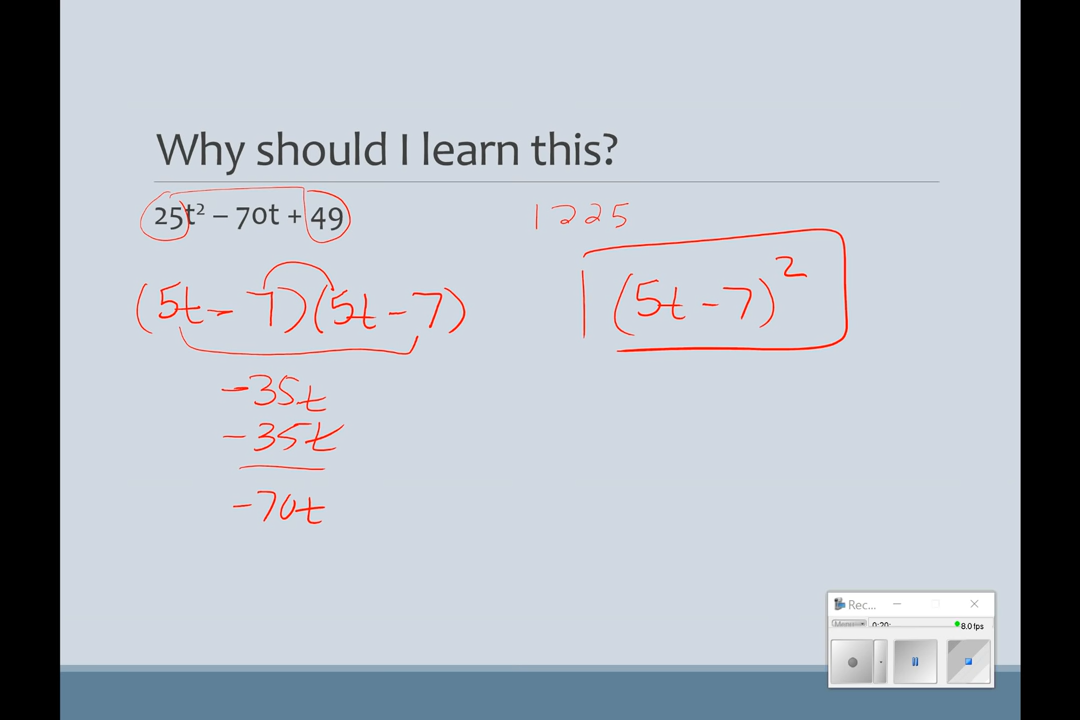 Why should I learn this?
25t² – 70t + 49
1225
(5t - 7)(5t - 7)
(5t - 7)²
-35t
-35t
-70t
Rec...
Menu
8.0 fps